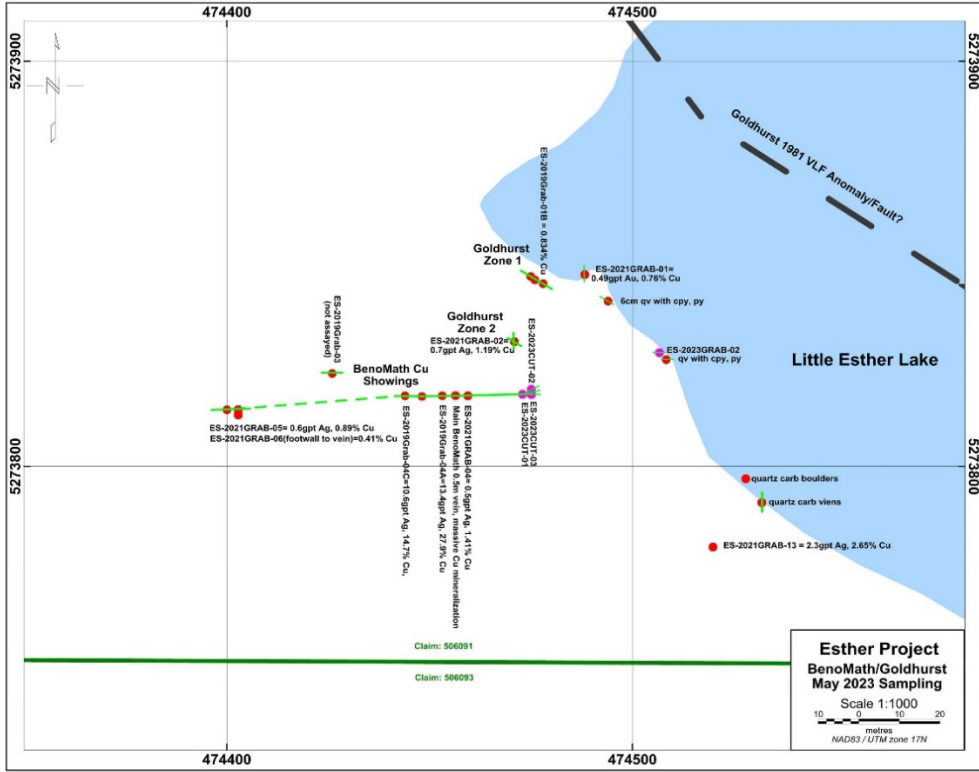 474400
474500
5273900
5273900
N
Goldhurst 1981 VLF Anomaly/Fault?
ES-2019Grab-01B = 0.834% Cu
Goldhurst
Zone 1
ES-2021GRAB-01=
0.49gpt Au, 0.76% Cu
6cm qv with cpy, py
ES-2019Grab-03
(not assayed)
Goldhurst
Zone 2
ES-2021GRAB-02=
0.7gpt Ag, 1.19% Cu
ES-2023CUT-02
ES-2023GRAB-02
qv with cpy, py
Little Esther Lake
BenoMath Cu
Showings
ES-2021GRAB-05= 0.6gpt Ag, 0.89% Cu
ES-2021GRAB-06(footwall to vein)=0.41% Cu
ES-2019Grab-04C=10.6gpt Ag, 14.7% Cu,
ES-2019Grab-04A=13.4gpt Ag, 27.9% Cu
Main BenoMath 0.5m vein, massive Cu mineralization
ES-2021GRAB-04= 0.5gpt Ag, 1.41% Cu
ES-2023CUT-01
ES-2023CUT-03
5273800
5273800
quartz carb boulders
quartz carb viens
ES-2021GRAB-13 = 2.3gpt Ag, 2.65% Cu
Claim: 506091
Claim: 506093
Esther Project
BenoMath/Goldhurst
May 2023 Sampling
Scale 1:1000
10 0 10 20
metres
NAD83 / UTM zone 17N
474400
474500